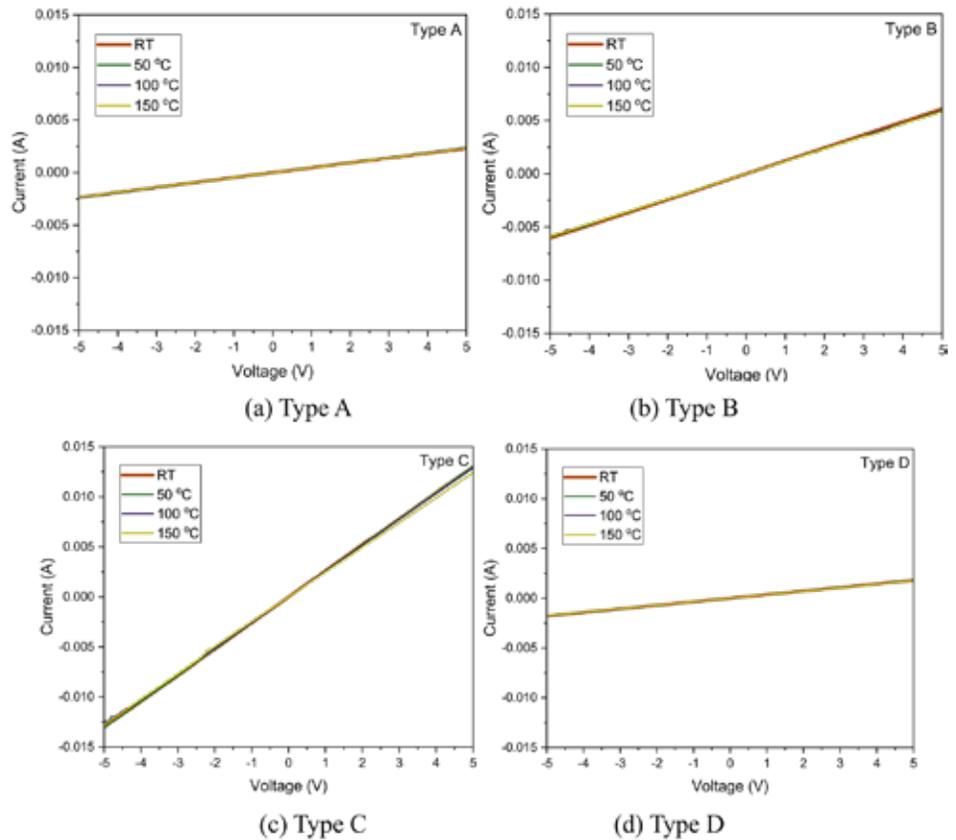 Type A
RT
50 °C
100 °C
150 °C
0.015
0.010
0.005
0.000
-0.005
-0.010
-0.015
Current (A)
-5 -4 -3 -2 -1 0 1 2 3 4 5
Voltage (V)
(a) Type A
Type B
RT
50 °C
100 °C
150 °C
0.015
0.010
0.005
0.000
-0.005
-0.010
-0.015
Current (A)
-5 -4 -3 -2 -1 0 1 2 3 4 5
Voltage (V)
(b) Type B
Type C
RT
50 °C
100 °C
150 °C
0.015
0.010
0.005
0.000
-0.005
-0.010
-0.015
Current (A)
-5 -4 -3 -2 -1 0 1 2 3 4 5
Voltage (V)
(c) Type C
Type D
RT
50 °C
100 °C
150 °C
0.015
0.010
0.005
0.000
-0.005
-0.010
-0.015
Current (A)
-5 -4 -3 -2 -1 0 1 2 3 4 5
Voltage (V)
(d) Type D